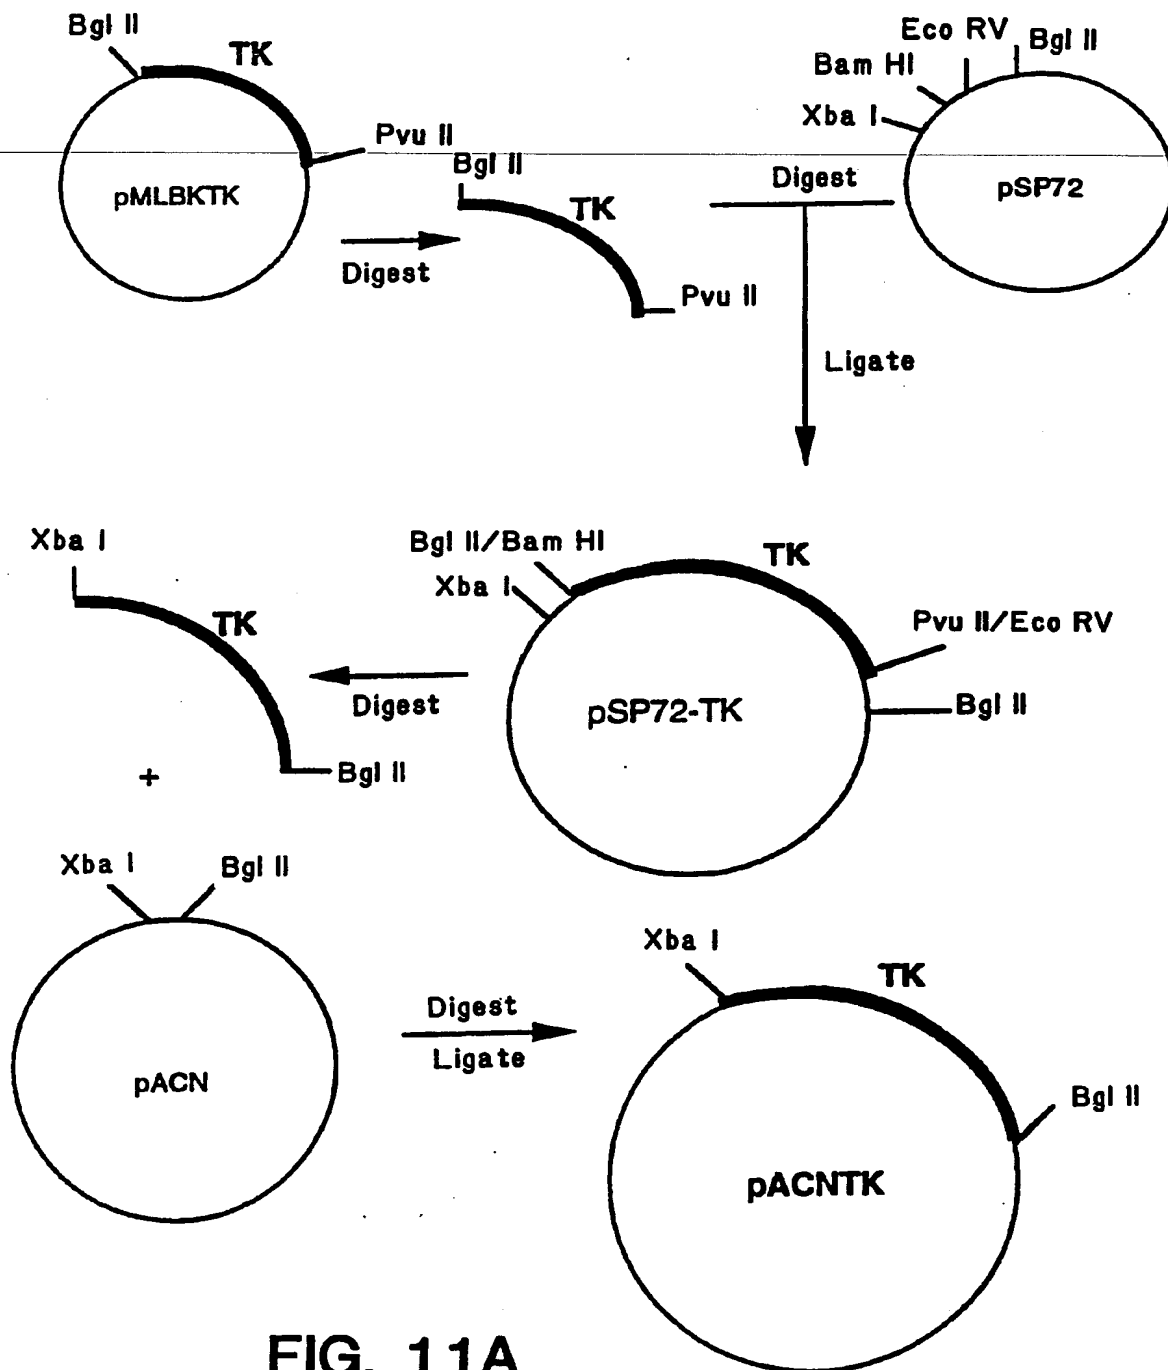 Bgl II
TK
Pvu II
pMLBKTK
Digest
Bgl II
TK
Pvu II
Eco RV
Bgl II
Bam HI
Xba I
pSP72
Digest
Ligate
Bgl II/Bam HI
Xba I
TK
Pvu II/Eco RV
Bgl II
pSP72-TK
Digest
Xba I
TK
Bgl II
+
Xba I
Bgl II
pACN
Digest
Ligate
Xba I
TK
Bgl II
pACNTK
FIG. 11A